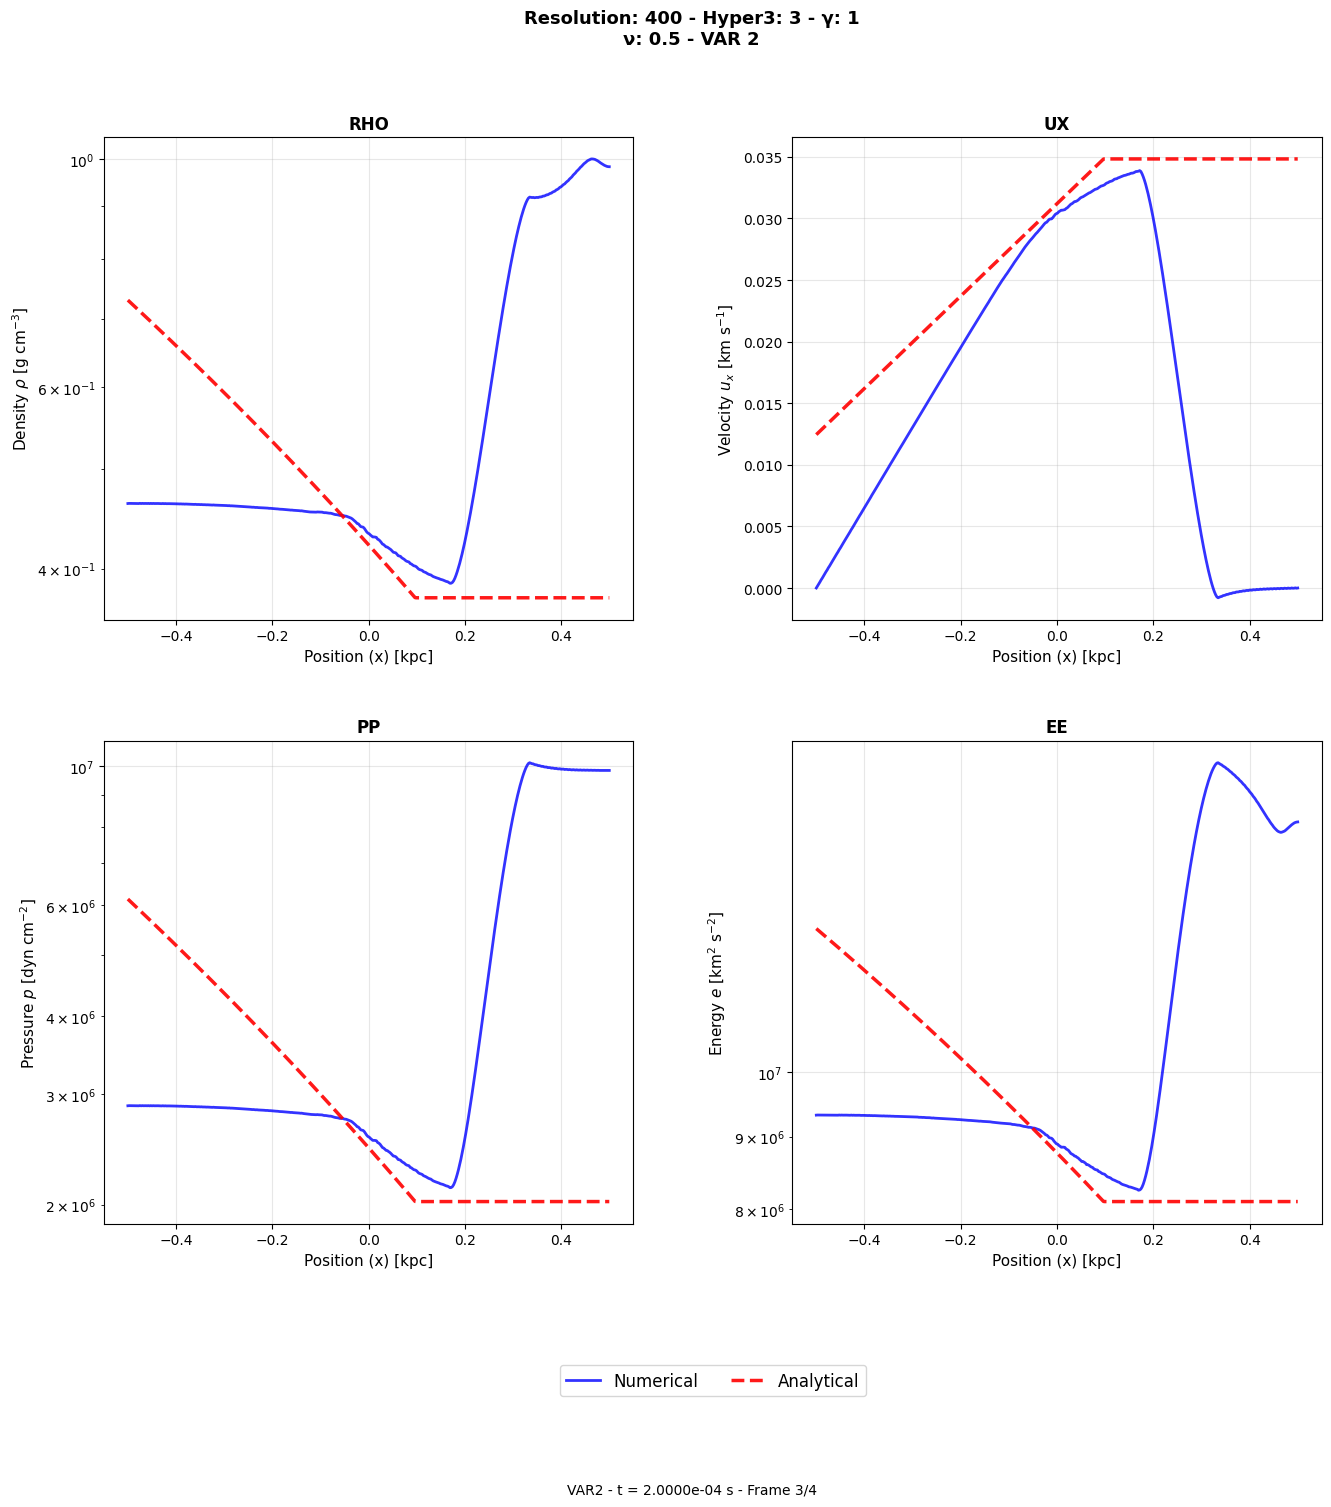 Resolution: 400 - Hyper3: 3 - γ: 1
ν: 0.5 - VAR 2
RHO
10⁰
6 × 10⁻¹
4 × 10⁻¹
Density ρ [g cm⁻³]
−0.4 −0.2 0.0 0.2 0.4
Position (x) [kpc]
UX
0.035
0.030
0.025
0.020
0.015
0.010
0.005
0.000
Velocity uₓ [km s⁻¹]
−0.4 −0.2 0.0 0.2 0.4
Position (x) [kpc]
PP
10⁷
6 × 10⁶
4 × 10⁶
3 × 10⁶
2 × 10⁶
Pressure p [dyn cm⁻²]
−0.4 −0.2 0.0 0.2 0.4
Position (x) [kpc]
EE
10⁷
9 × 10⁶
8 × 10⁶
Energy e [km² s⁻²]
−0.4 −0.2 0.0 0.2 0.4
Position (x) [kpc]
Numerical Analytical
VAR2 - t = 2.0000e-04 s - Frame 3/4